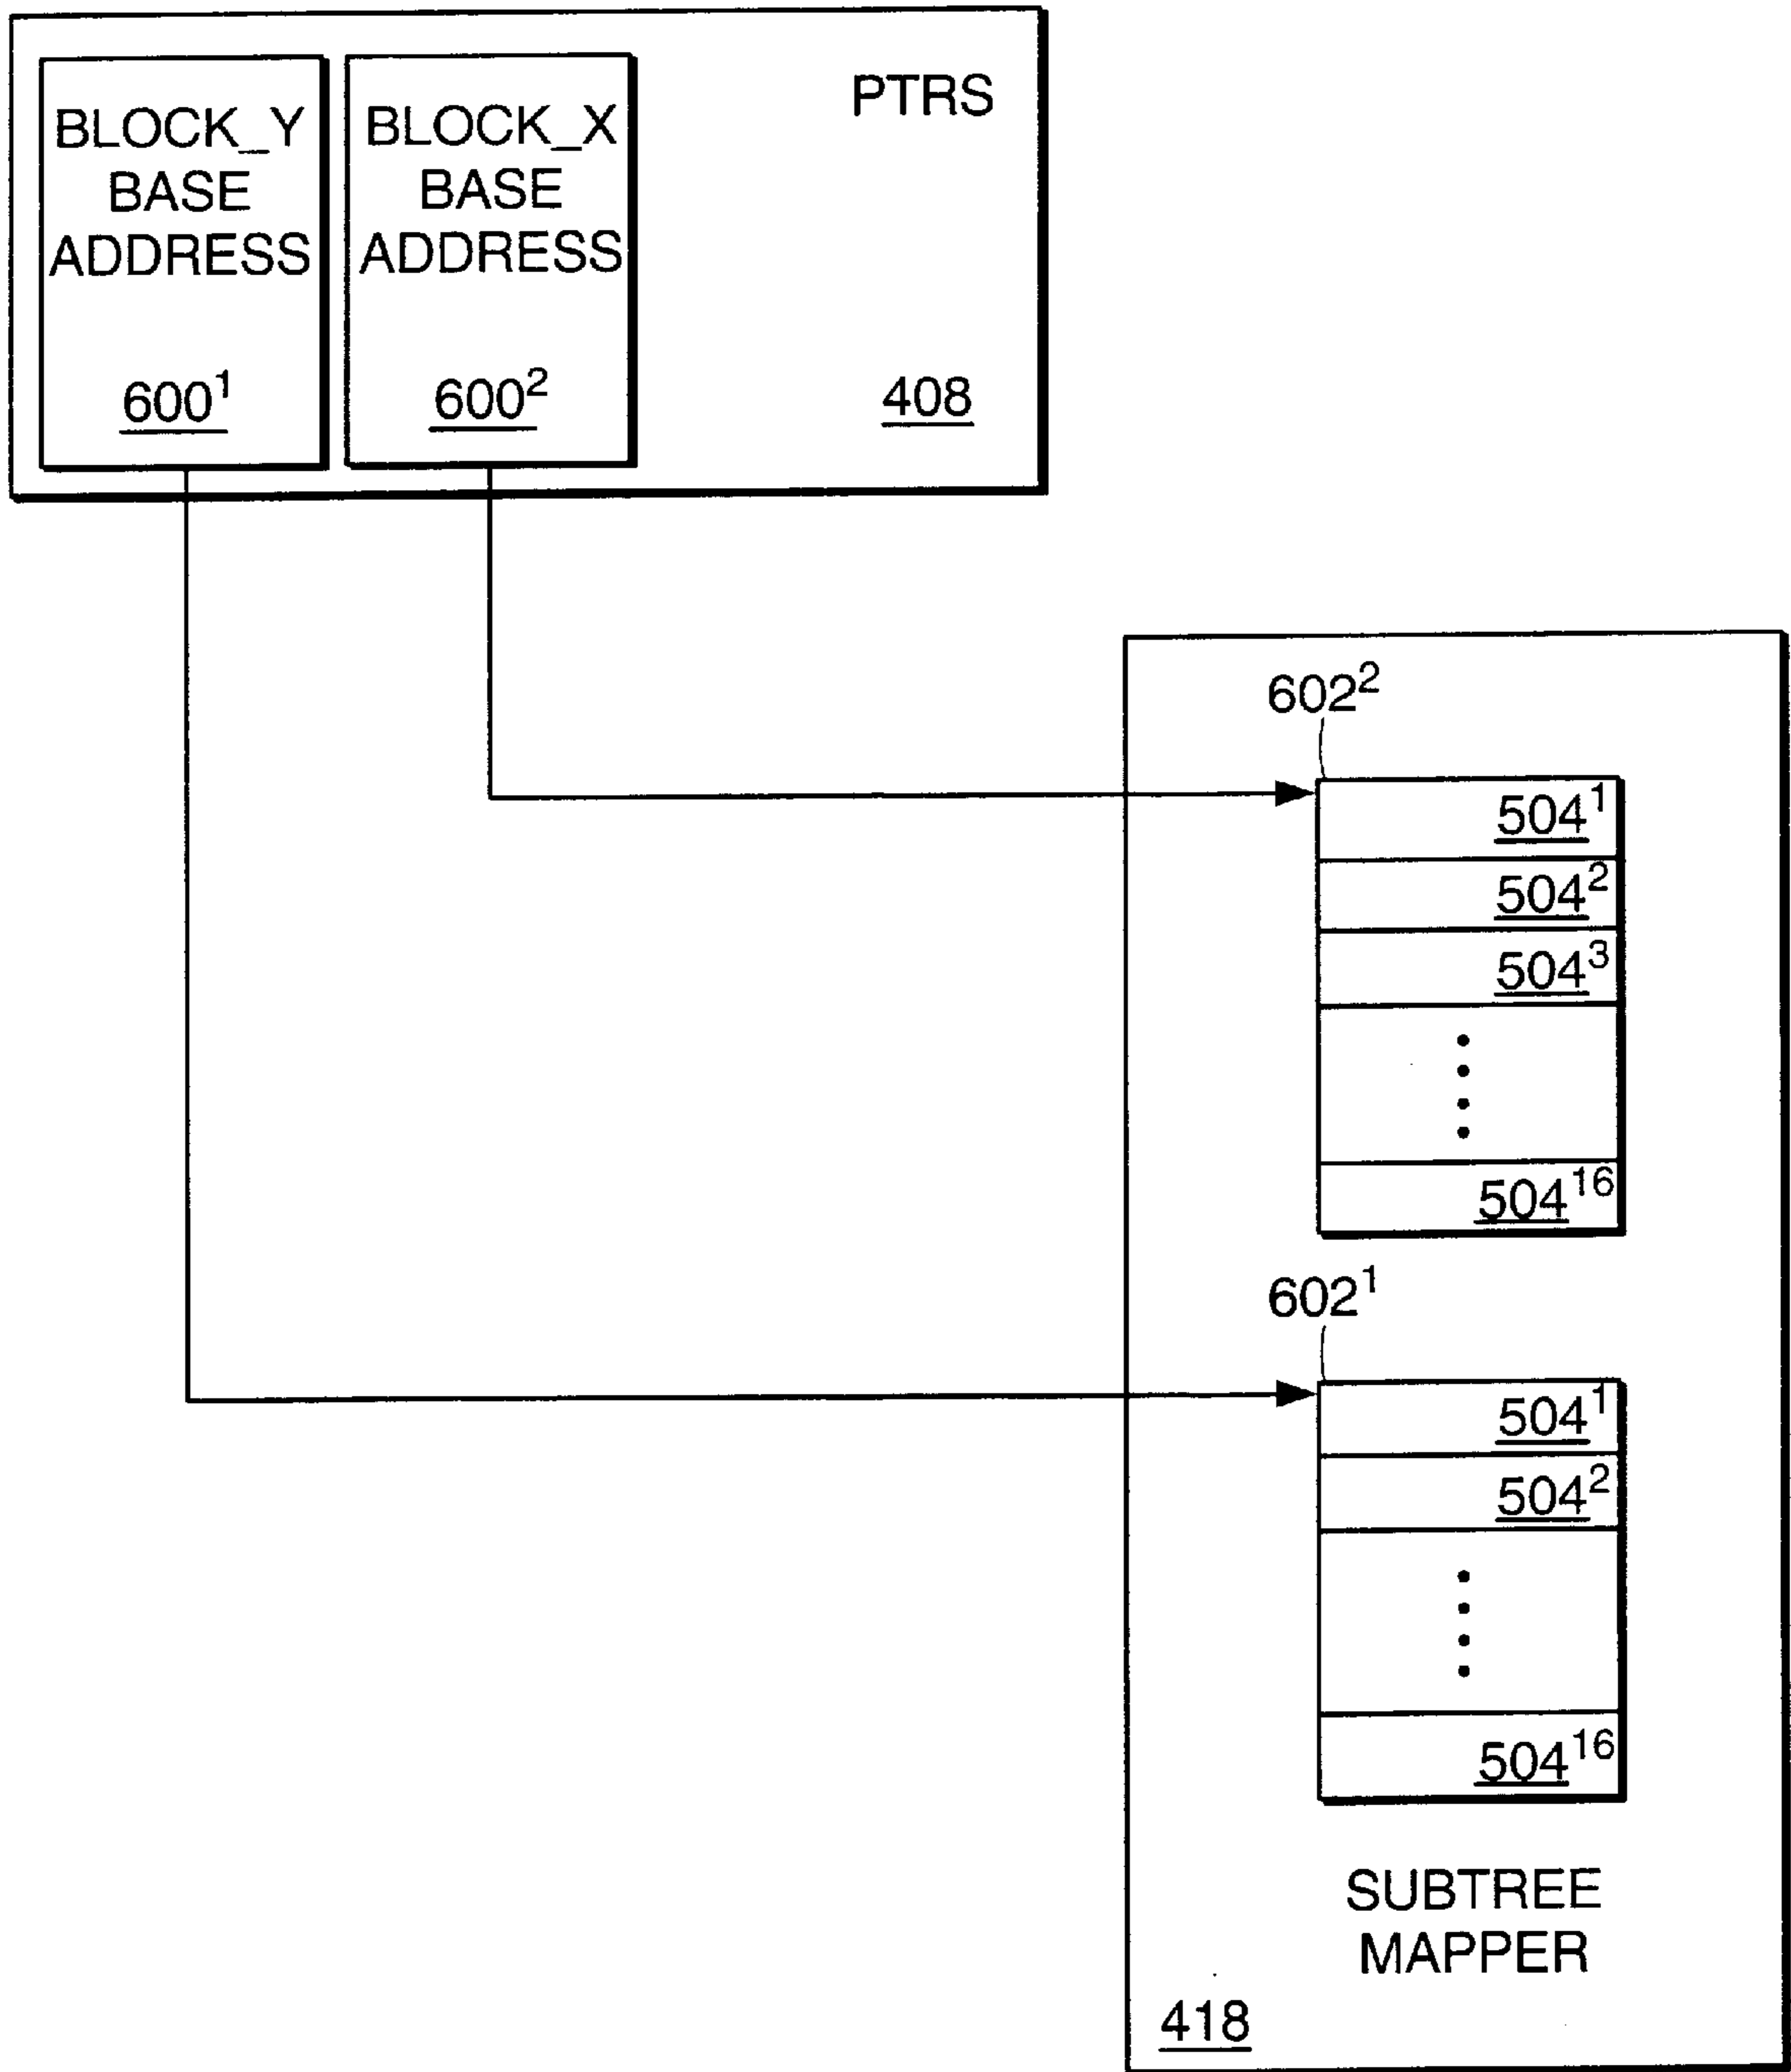 BLOCK_Y
BASE
ADDRESS
600¹
BLOCK_X
BASE
ADDRESS
600²
PTRS
408
602²
504¹
504²
504³
504¹⁶
602¹
504¹
504²
504¹⁶
SUBTREE
MAPPER
418